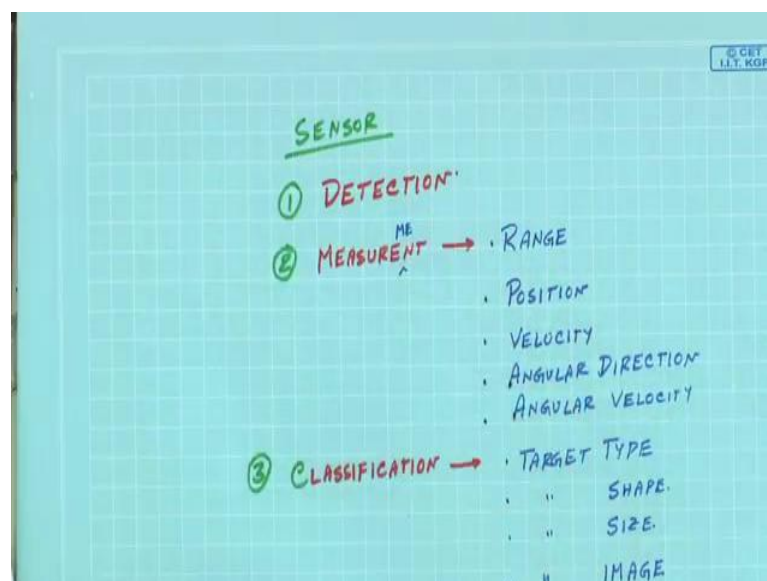 © CET
I.I.T. KGP
SENSOR
① DETECTION.
ME
② MEASURENT → . RANGE
^
. POSITION
. VELOCITY
. ANGULAR DIRECTION
. ANGULAR VELOCITY
③ CLASSIFICATION → . TARGET TYPE
. " SHAPE.
. " SIZE.
" IMAGE